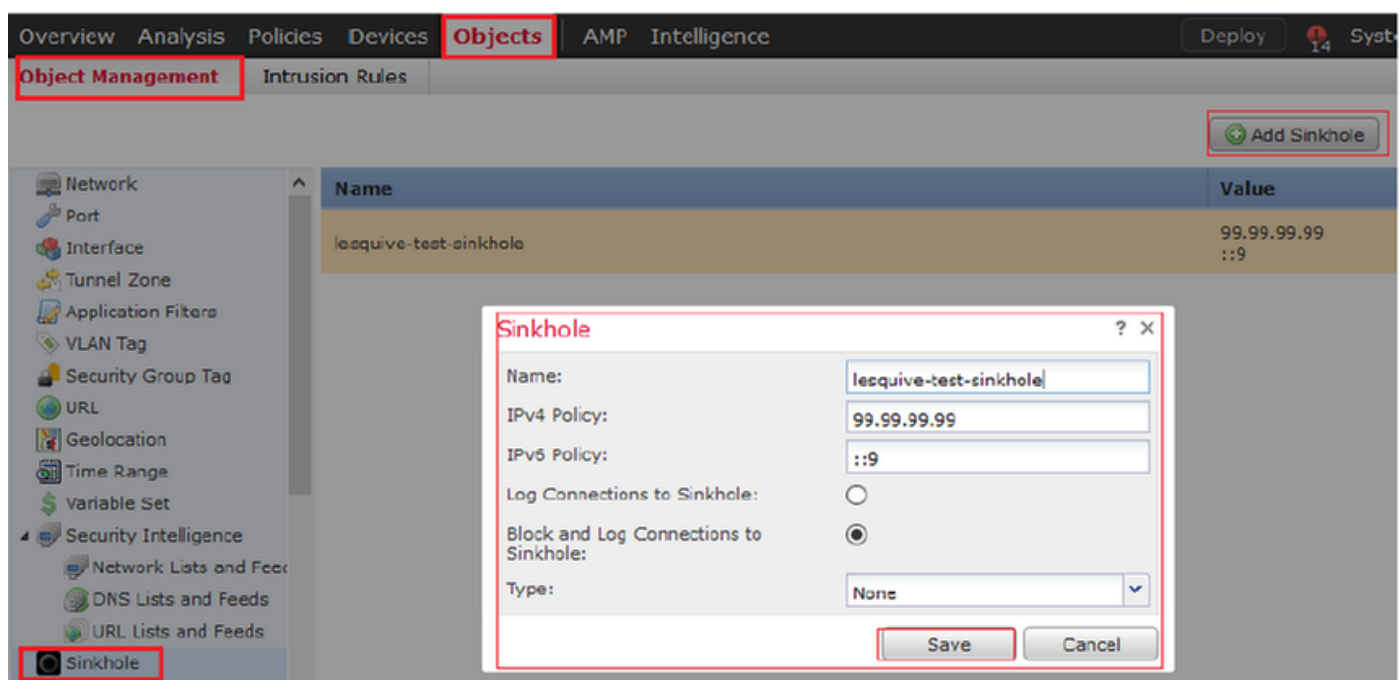 Overview Analysis Policies Devices Objects AMP Intelligence Deploy 14 Syst
Object Management Intrusion Rules
Add Sinkhole
Network
Port
Interface
Tunnel Zone
Application Filters
VLAN Tag
Security Group Tag
URL
Geolocation
Time Range
Variable Set
Security Intelligence
Network Lists and Feed
DNS Lists and Feeds
URL Lists and Feeds
Sinkhole
Name Value
lesquive-test-sinkhole 99.99.99.99
::9
Sinkhole ? ×
Name: lesquive-test-sinkhole
IPv4 Policy: 99.99.99.99
IPv6 Policy: ::9
Log Connections to Sinkhole:
Block and Log Connections to
Sinkhole:
Type: None
Save Cancel